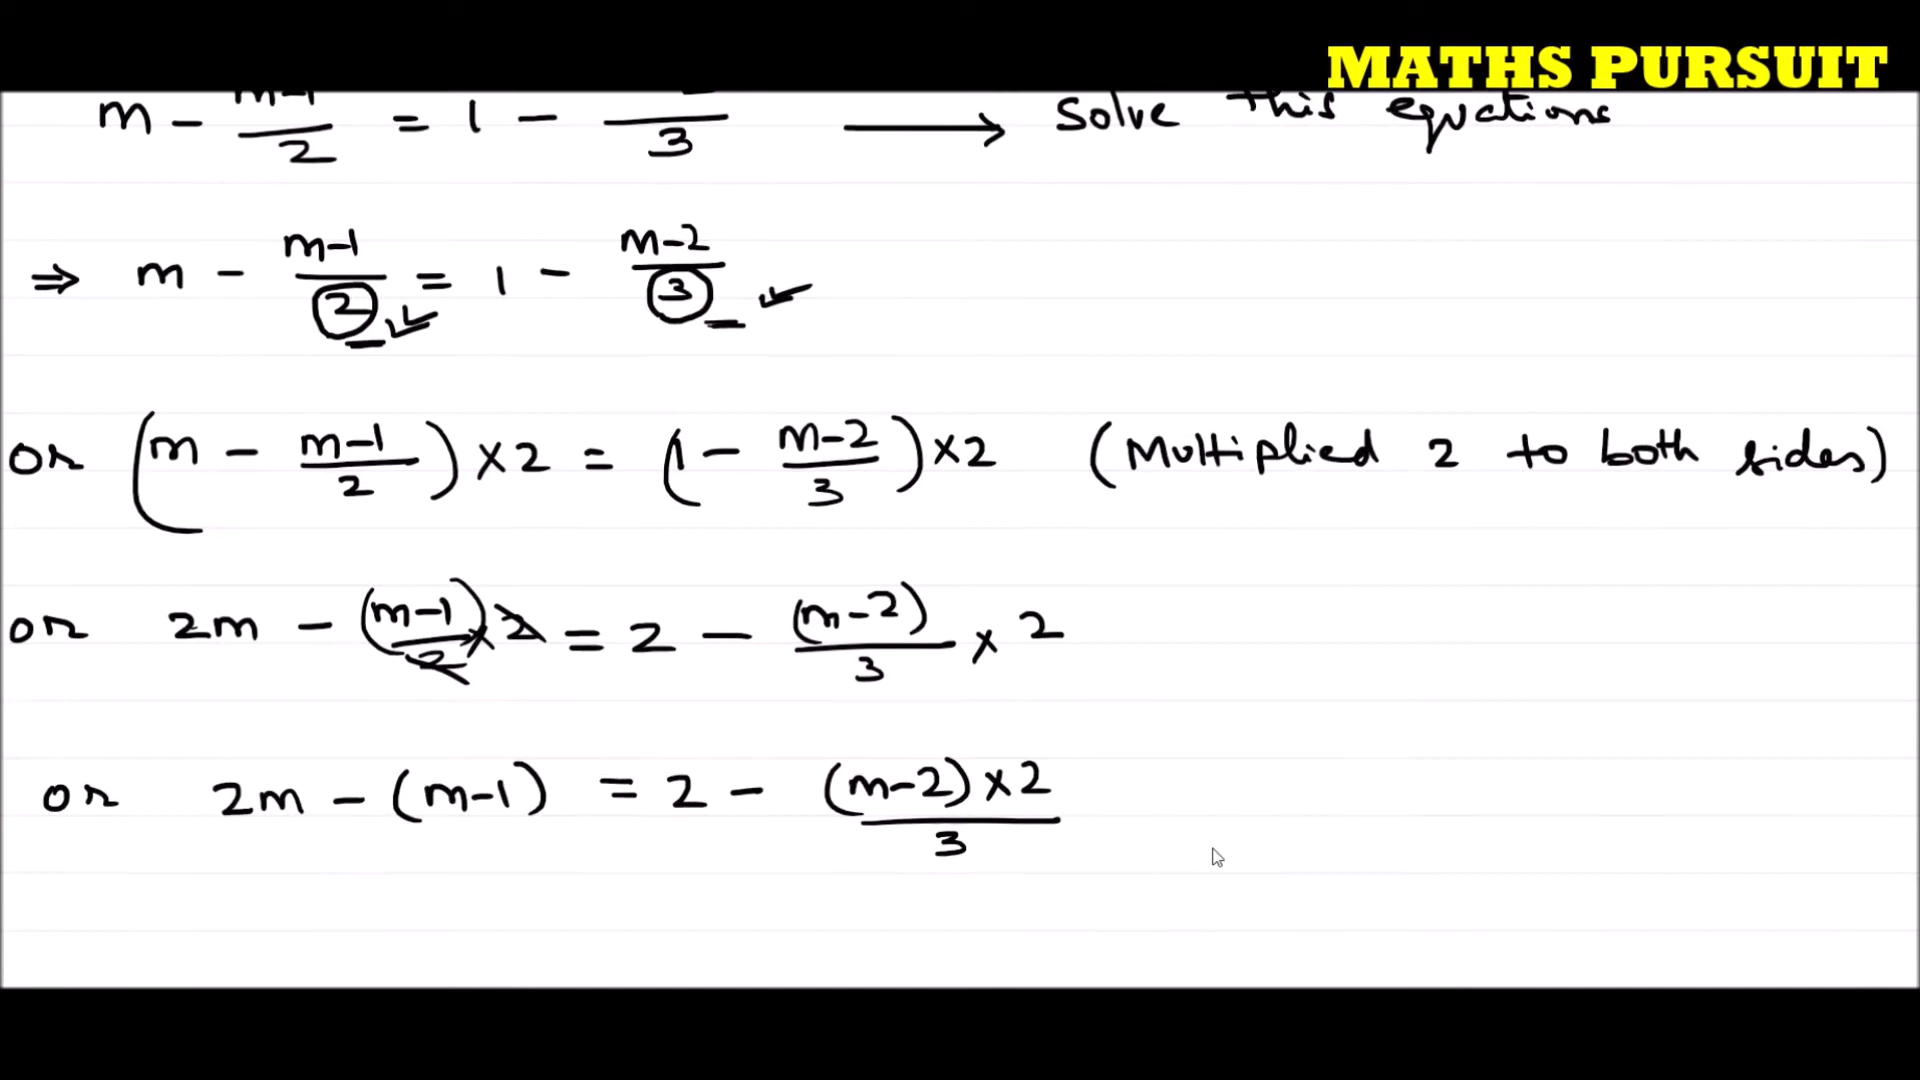 MATHS PURSUIT
m - (m-1)/2 = 1 - /3 ⟶ Solve this equations
⇒ m - (m-1)/2 = 1 - (m-2)/3
or (m - (m-1)/2) × 2 = (1 - (m-2)/3) × 2 (Multiplied 2 to both sides)
or 2m - (m-1)/2 × 2 = 2 - (m-2)/3 × 2
or 2m - (m-1) = 2 - (m-2) × 2/3